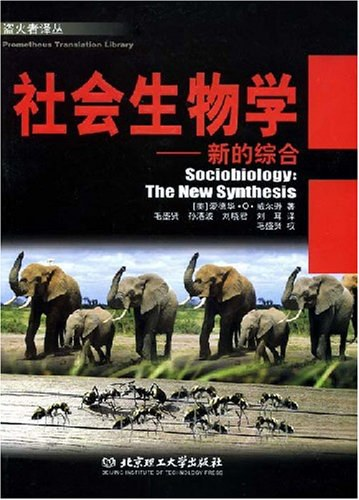 盗火者译丛
Prometheus Translation Library
社会生物学
——新的综合
Sociobiology:
The New Synthesis
[美]爱德华·O·威尔逊 著
毛盛贤 孙港波 刘晓君 刘耳 译
毛盛贤 校
北京理工大学出版社
BEIJING INSTITUTE OF TECHNOLOGY PRESS